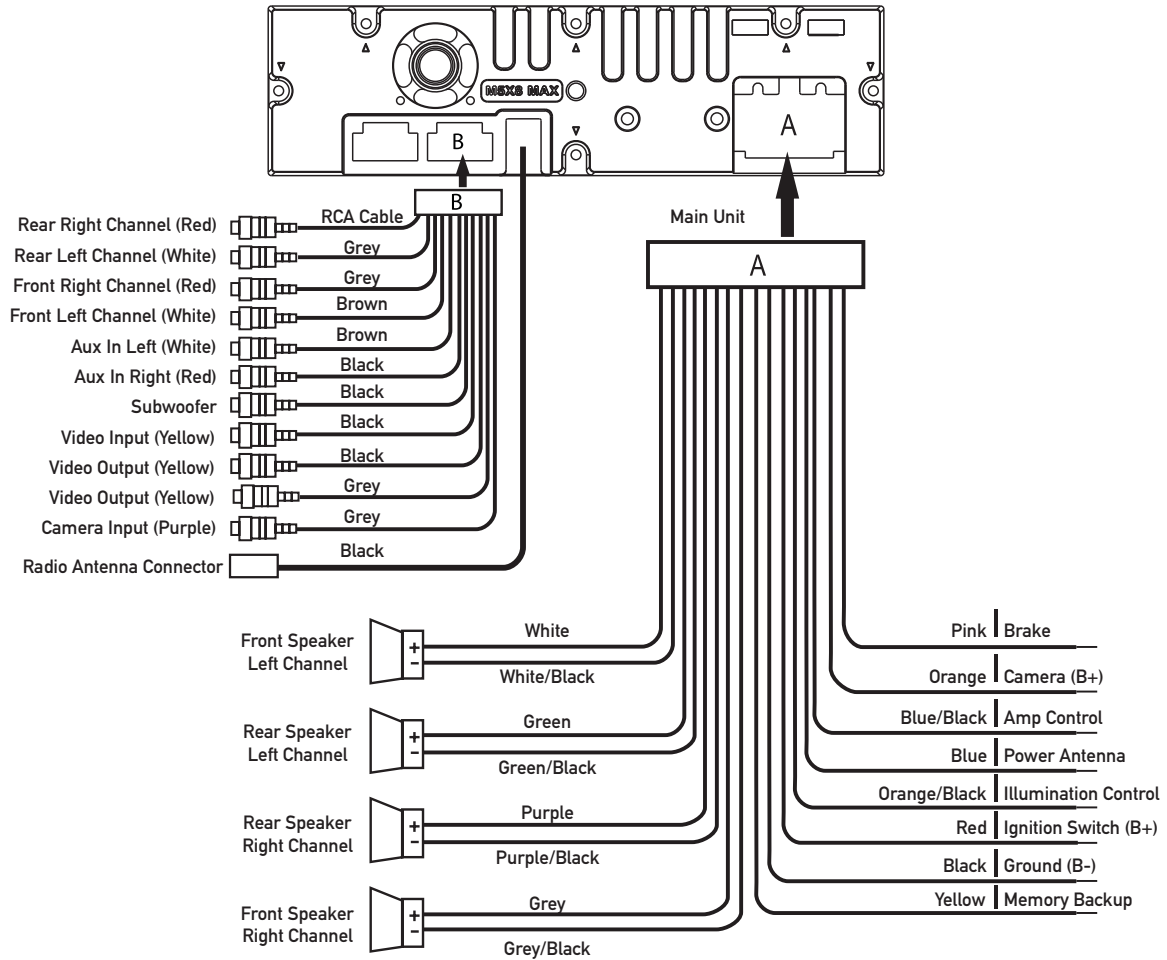 M5X8 MAX
A
B
B
Main Unit
A
Rear Right Channel (Red)
RCA Cable
Rear Left Channel (White)
Grey
Front Right Channel (Red)
Grey
Front Left Channel (White)
Brown
Aux In Left (White)
Brown
Aux In Right (Red)
Black
Subwoofer
Black
Video Input (Yellow)
Black
Video Output (Yellow)
Black
Video Output (Yellow)
Grey
Camera Input (Purple)
Grey
Radio Antenna Connector
Black
Front Speaker
Left Channel
+
-
White
White/Black
Rear Speaker
Left Channel
+
-
Green
Green/Black
Rear Speaker
Right Channel
+
-
Purple
Purple/Black
Front Speaker
Right Channel
+
-
Grey
Grey/Black
Pink | Brake
Orange | Camera (B+)
Blue/Black | Amp Control
Blue | Power Antenna
Orange/Black | Illumination Control
Red | Ignition Switch (B+)
Black | Ground (B-)
Yellow | Memory Backup